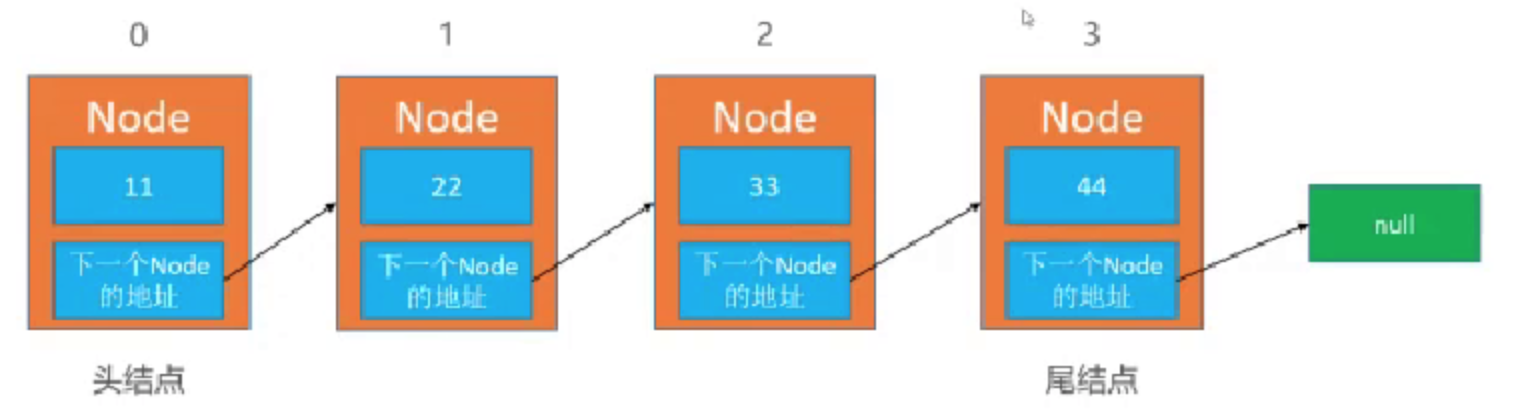 0
1
2
3
Node
Node
Node
Node
11
22
33
44
下一个Node
的地址
下一个Node
的地址
下一个Node
的地址
下一个Node
的地址
null
头结点
尾结点